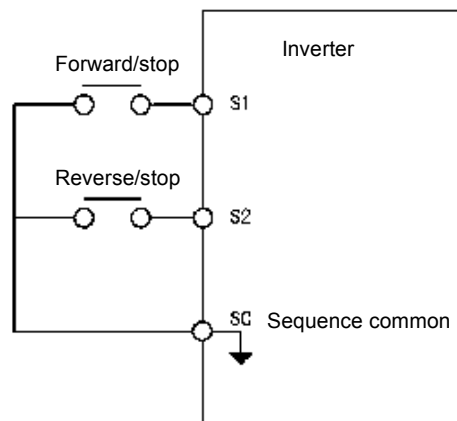 Inverter
Forward/stop
S1
Reverse/stop
S2
SC Sequence common